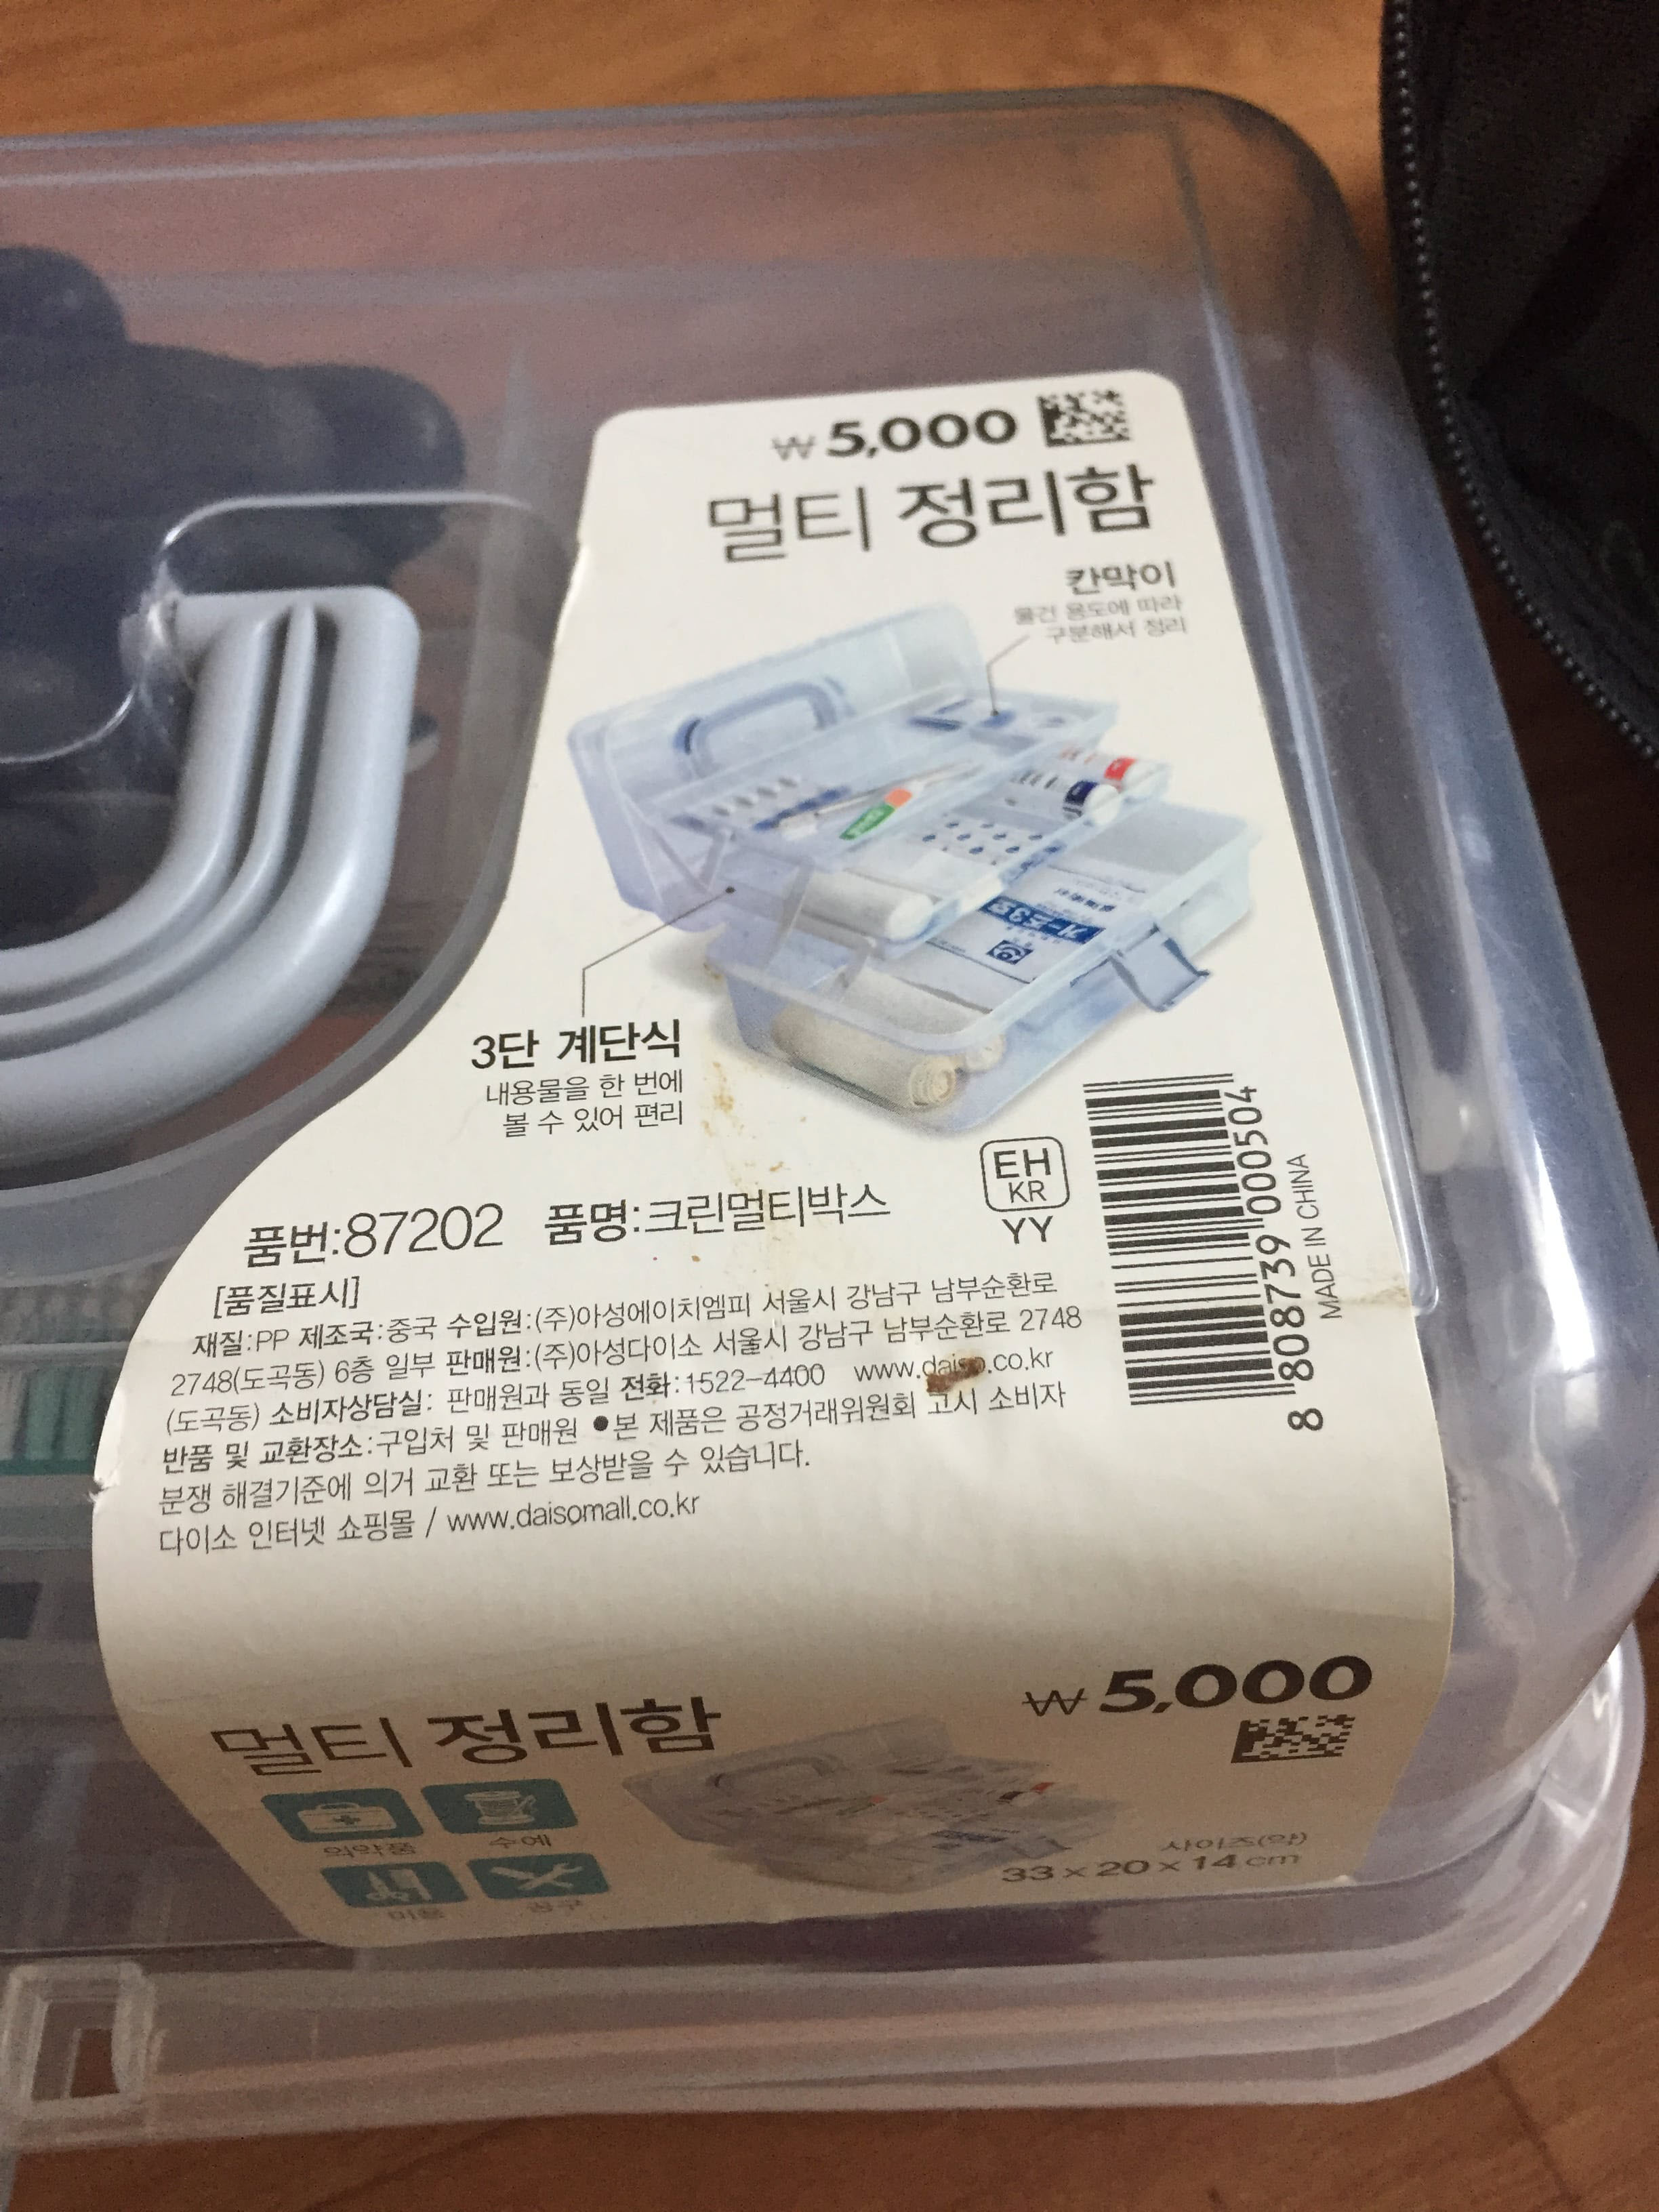 ₩5,000
멀티 정리함
칸막이
물건 용도에 따라
구분해서 정리
3단 계단식
내용물을 한 번에
볼 수 있어 편리
EH
KR
YY
품번:87202 품명:크린멀티박스
[품질표시]
재질:PP 제조국:중국 수입원:(주)아성에이치엠피 서울시 강남구 남부순환로
2748(도곡동) 6층 일부 판매원:(주)아성다이소 서울시 강남구 남부순환로 2748
(도곡동) 소비자상담실: 판매원과 동일 전화:1522-4400 www.daiso.co.kr
반품 및 교환장소:구입처 및 판매원 ●본 제품은 공정거래위원회 고시 소비자
분쟁 해결기준에 의거 교환 또는 보상받을 수 있습니다.
다이소 인터넷 쇼핑몰 / www.daisomall.co.kr
8 808739 000504
MADE IN CHINA
멀티 정리함
₩5,000
의약품 수예
미용 공구
사이즈(약)
33 x 20 x 14 cm